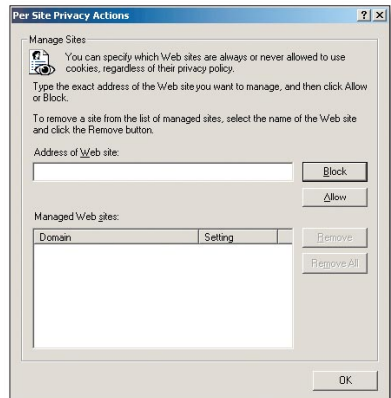 Per Site Privacy Actions
Manage Sites
You can specify which Web sites are always or never allowed to use
cookies, regardless of their privacy policy.
Type the exact address of the Web site you want to manage, and then click Allow
or Block.
To remove a site from the list of managed sites, select the name of the Web site
and click the Remove button.
Address of Web site:
Block
Allow
Managed Web sites:
Domain Setting
Remove
Remove All
OK